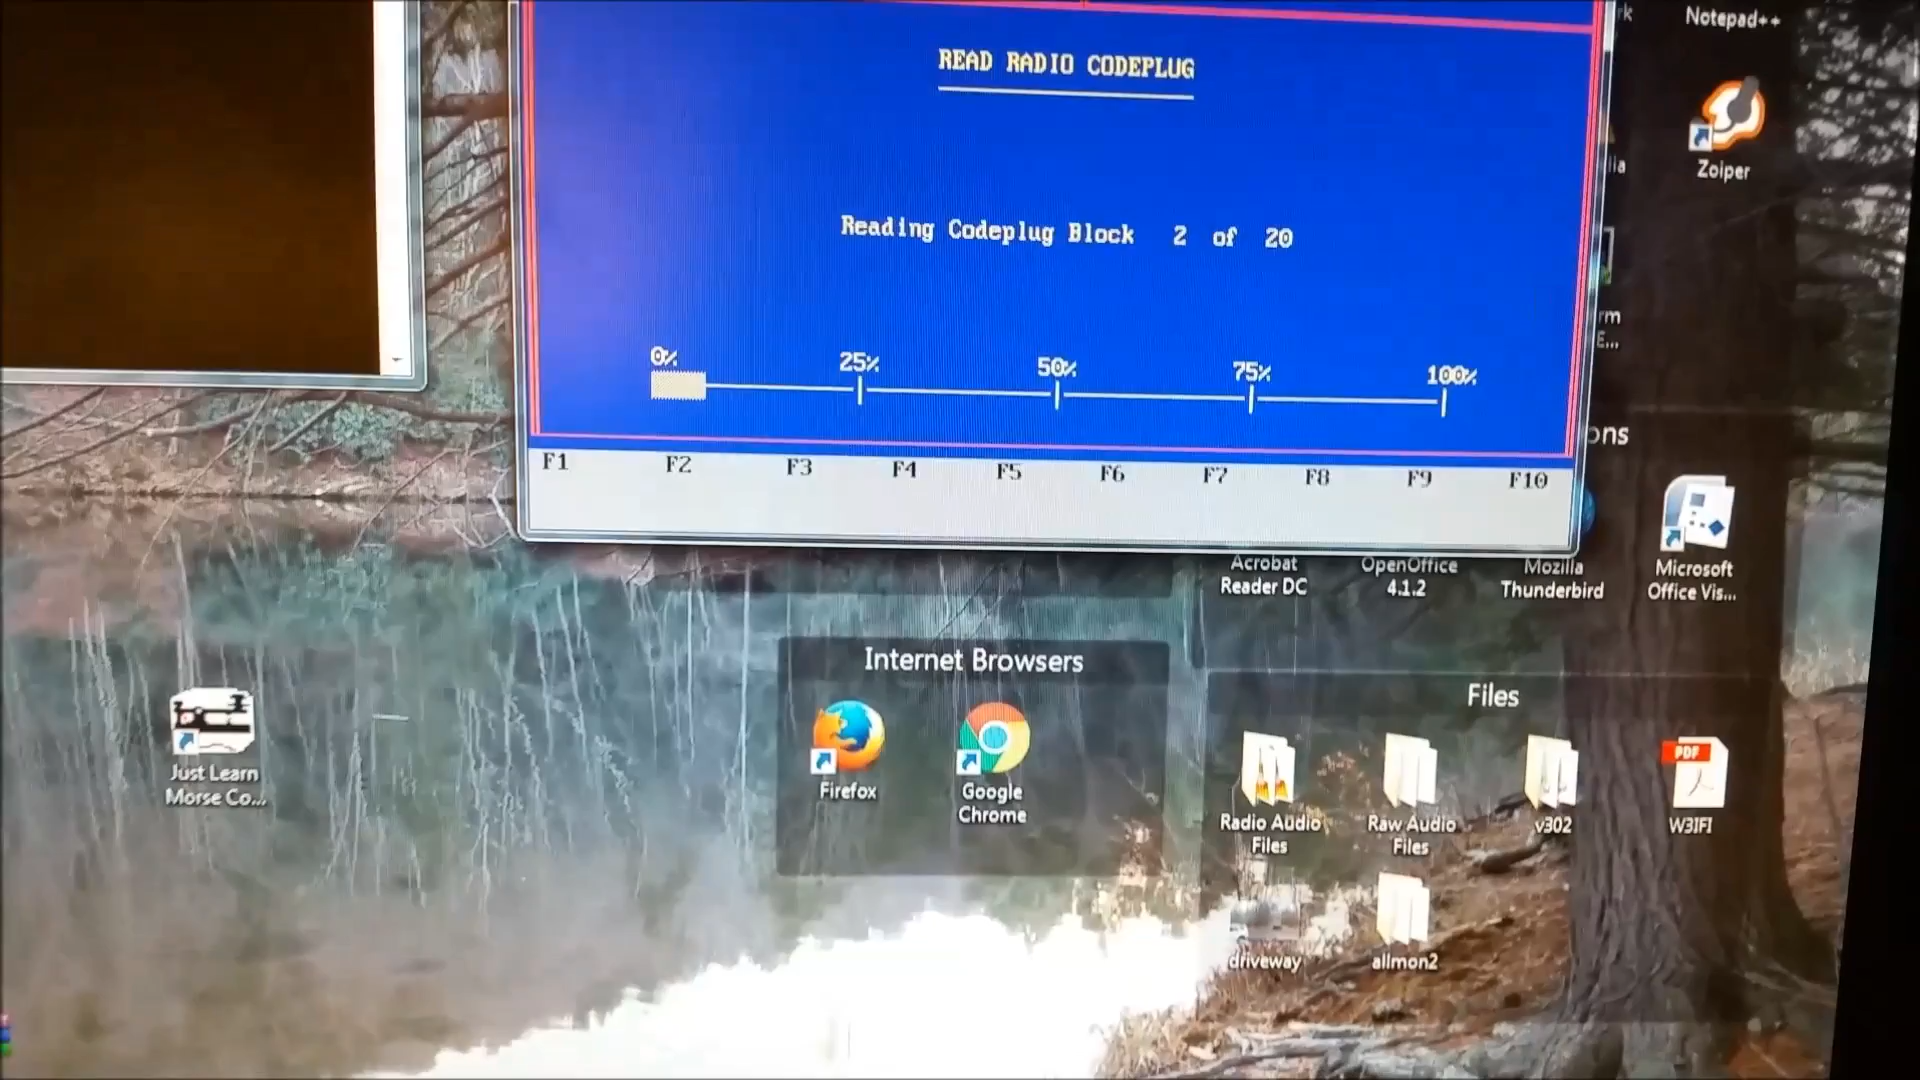 Notepad++
READ RADIO CODEPLUG
Zoiper
Reading Codeplug Block 2 of 20
0% 25% 50% 75% 100%
F1 F2 F3 F4 F5 F6 F7 F8 F9 F10
Acrobat
Reader DC
OpenOffice
4.1.2
Mozilla
Thunderbird
Microsoft
Office Vis...
Internet Browsers
Files
Just Learn
Morse Co...
Firefox
Google
Chrome
Radio Audio
Files
Raw Audio
Files
v302
PDF
W3IFI
driveway
allmon2